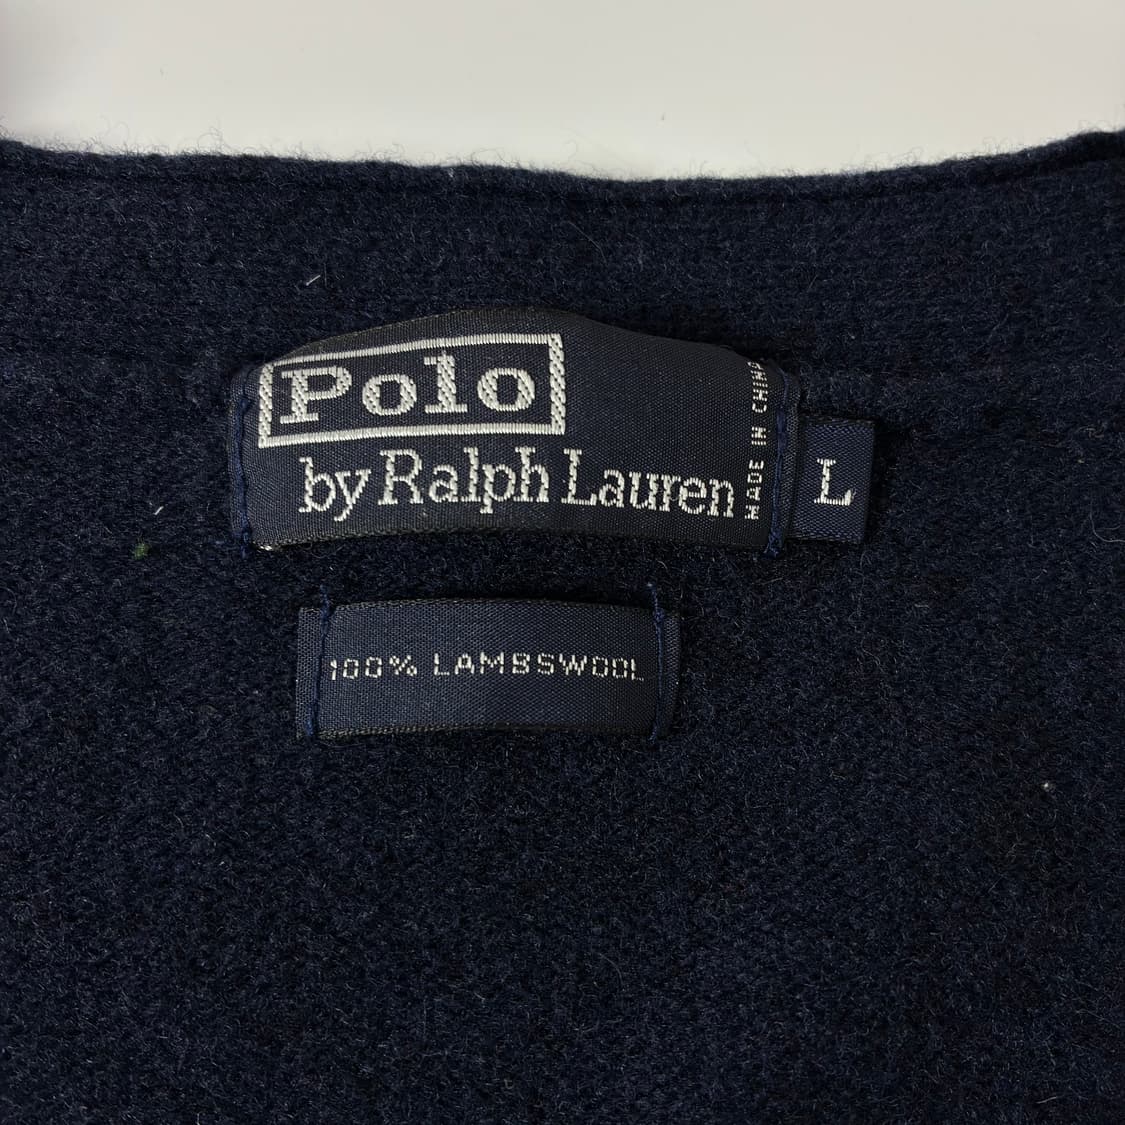 Polo
by Ralph Lauren
MADE IN CHINA
L
100% LAMBSWOOL